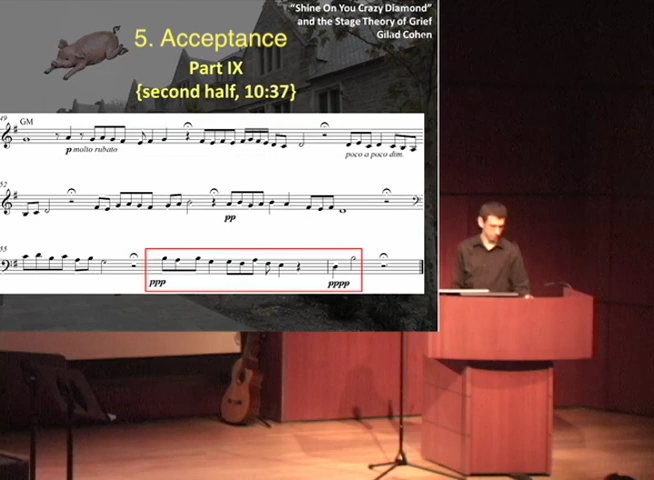 "Shine On You Crazy Diamond"
and the Stage Theory of Grief
Gilad Cohen
5. Acceptance
Part IX
{second half, 10:37}
49
GM
p molto rubato
poco a poco dim.
52
pp
55
ppp
pppp